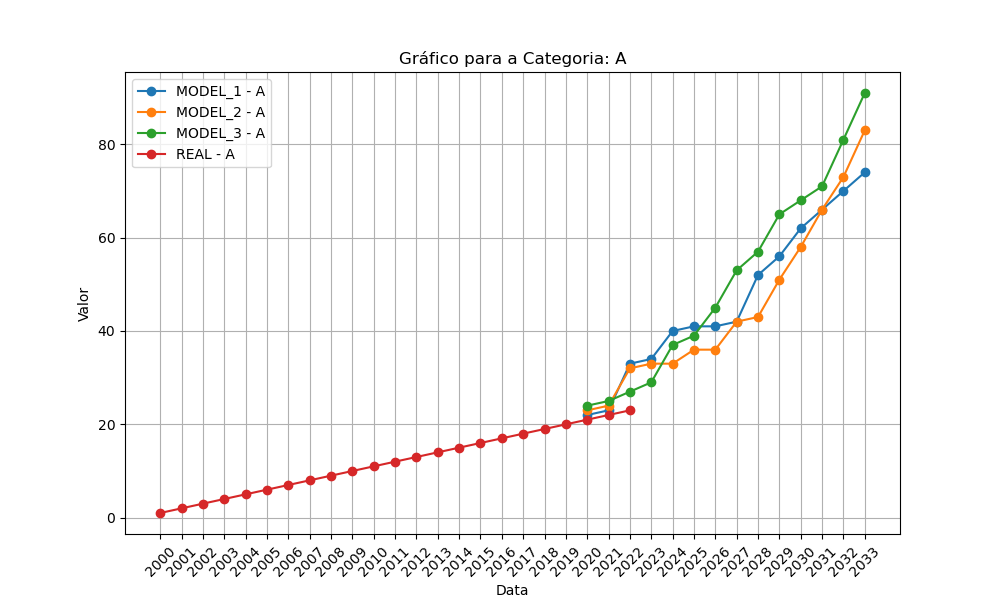 Gráfico para a Categoria: A
MODEL_1 - A
MODEL_2 - A
MODEL_3 - A
REAL - A
Valor
80
60
40
20
0
2000 2001 2002 2003 2004 2005 2006 2007 2008 2009 2010 2011 2012 2013 2014 2015 2016 2017 2018 2019 2020 2021 2022 2023 2024 2025 2026 2027 2028 2029 2030 2031 2032 2033
Data